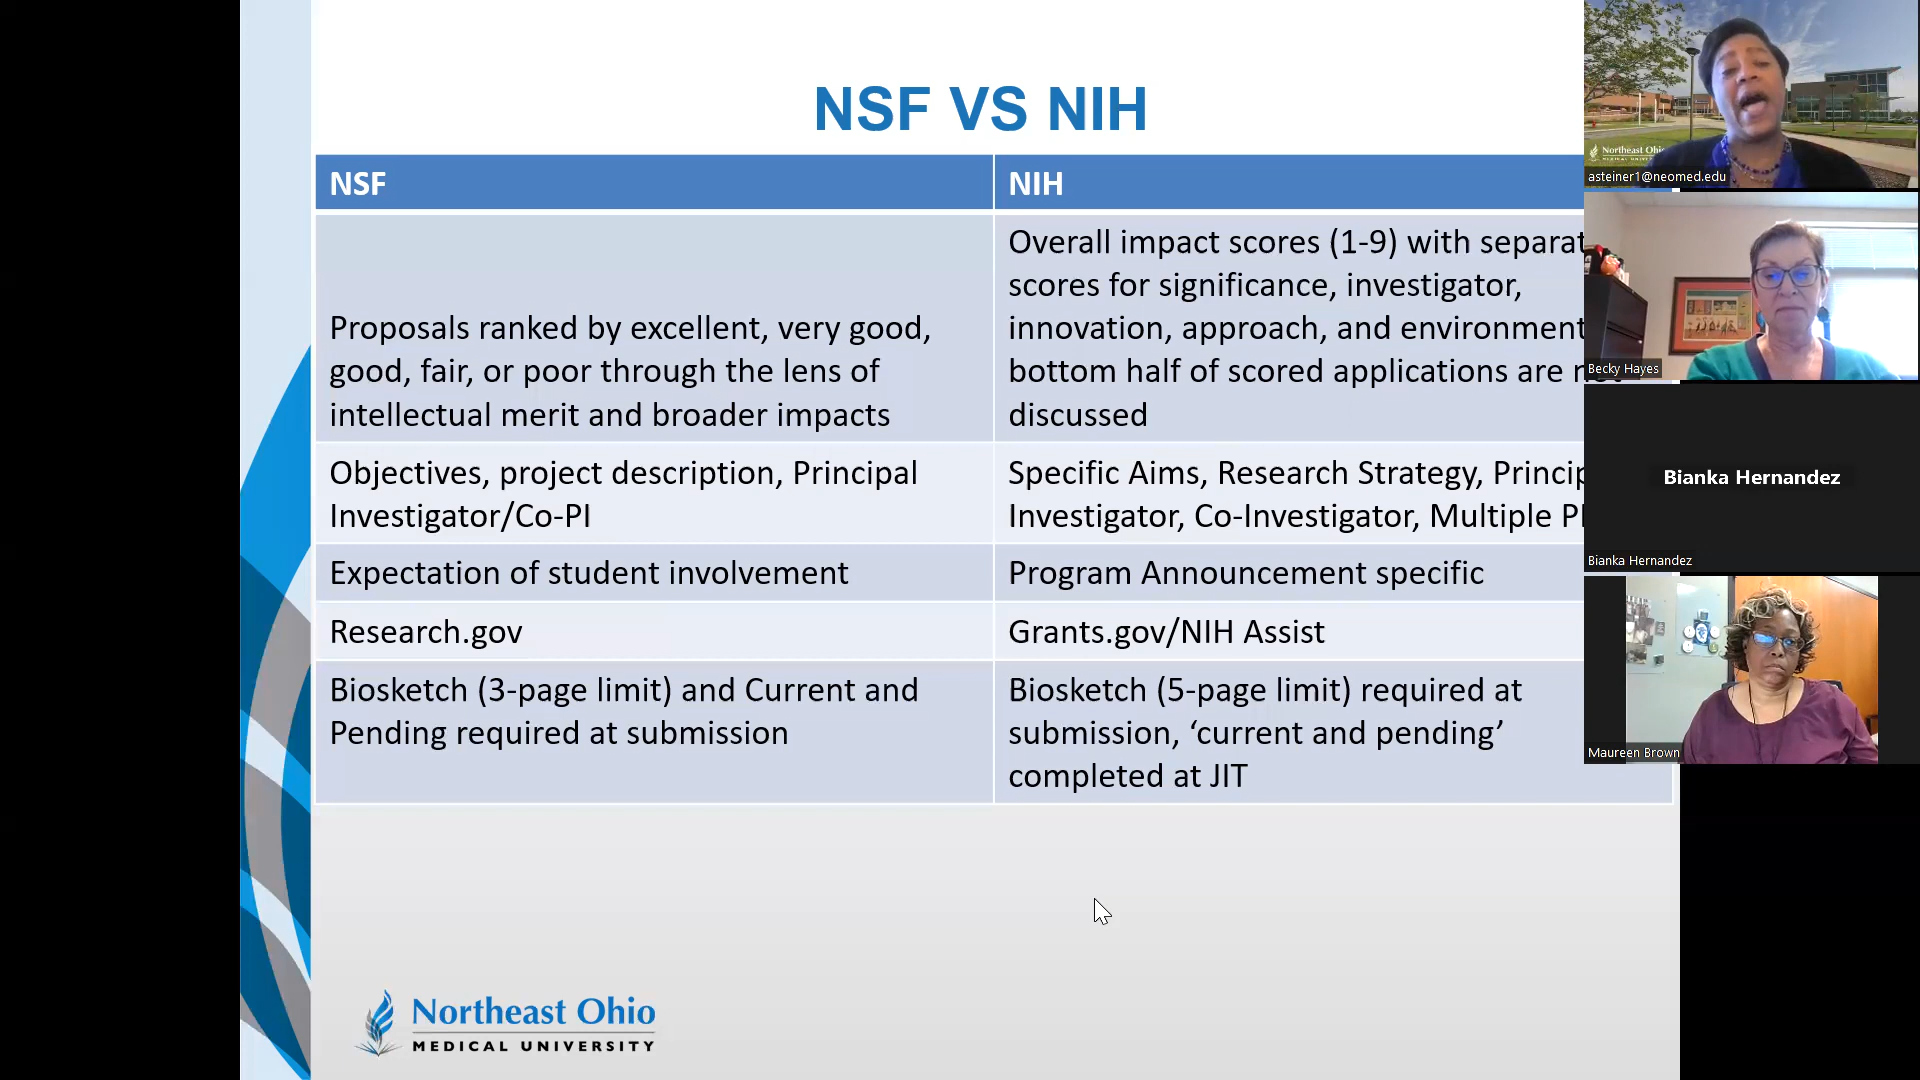 NSF VS NIH
NSF
NIH
Proposals ranked by excellent, very good,
good, fair, or poor through the lens of
intellectual merit and broader impacts
Overall impact scores (1-9) with separat
scores for significance, investigator,
innovation, approach, and environment
bottom half of scored applications are not
discussed
Objectives, project description, Principal
Investigator/Co-PI
Specific Aims, Research Strategy, Princip
Investigator, Co-Investigator, Multiple P
Expectation of student involvement
Program Announcement specific
Research.gov
Grants.gov/NIH Assist
Biosketch (3-page limit) and Current and
Pending required at submission
Biosketch (5-page limit) required at
submission, ‘current and pending’
completed at JIT
Northeast Ohio
MEDICAL UNIVERSITY
Northeast Ohio
asteiner1@neomed.edu
Becky Hayes
Bianka Hernandez
Bianka Hernandez
Maureen Brown